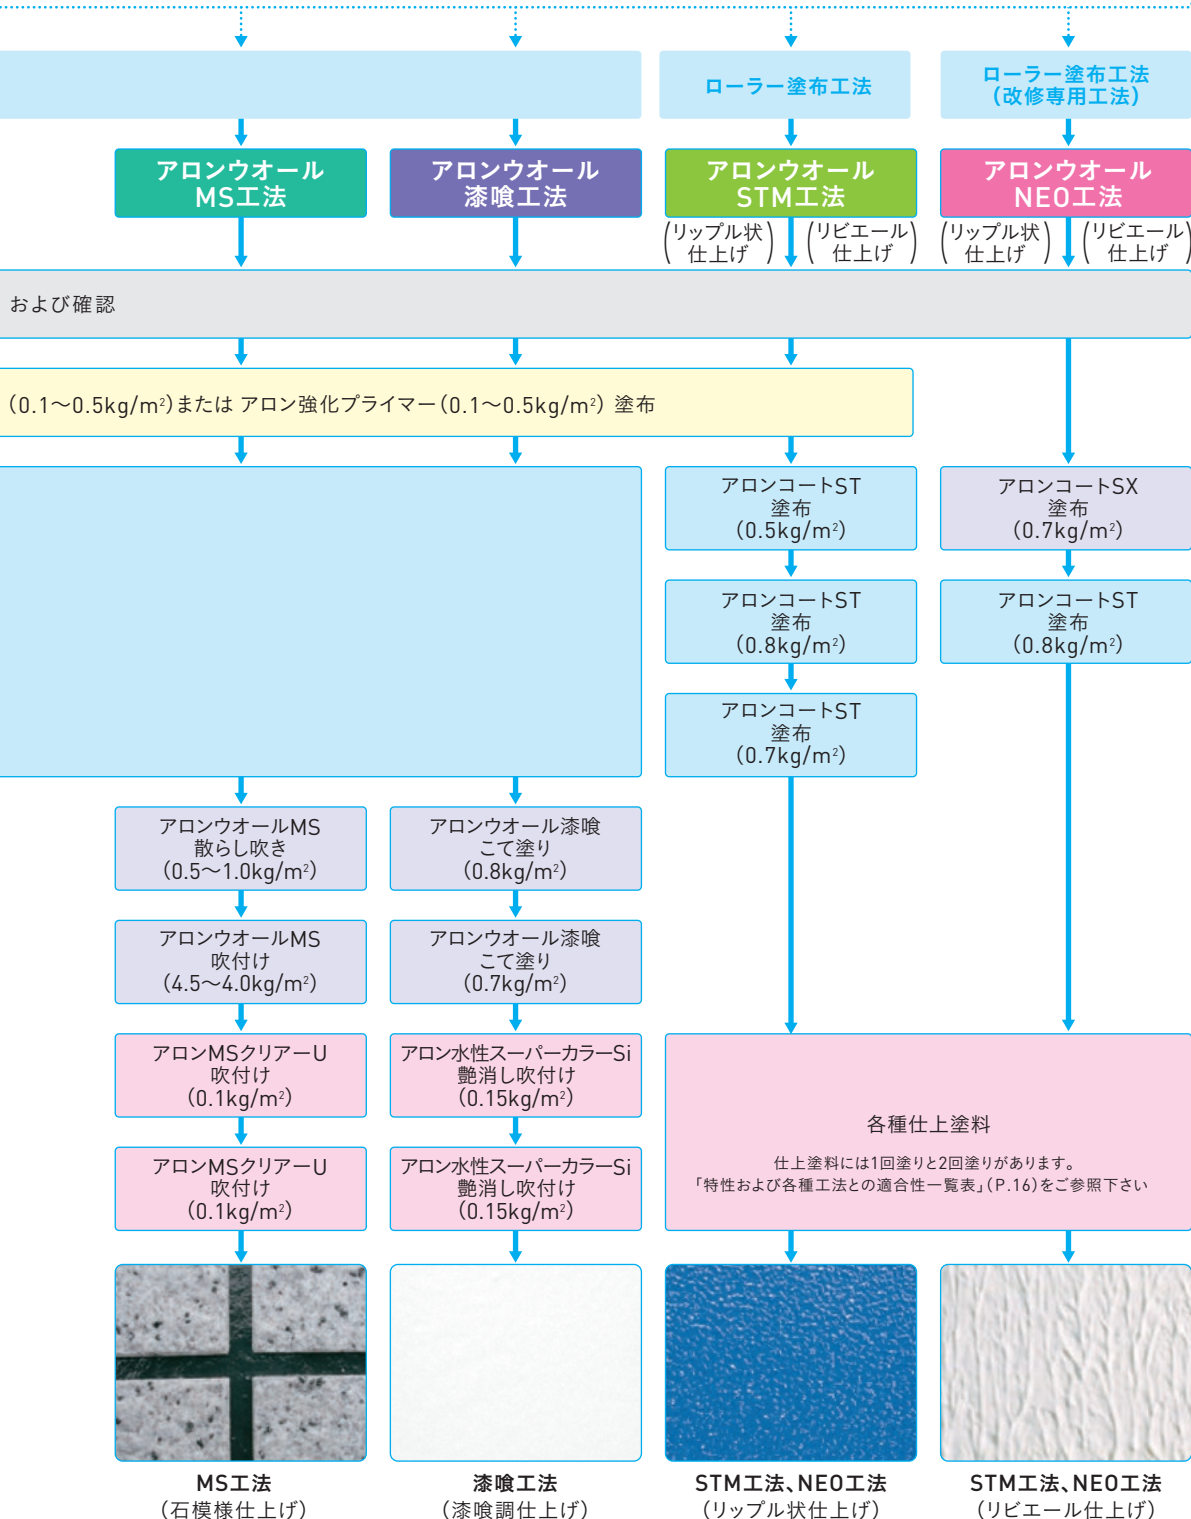 ローラー塗布工法
ローラー塗布工法
(改修専用工法)
アロンウオール
MS工法
アロンウオール
漆喰工法
アロンウオール
STM工法
アロンウオール
NEO工法
(リップル状
仕上げ)
(リビエール
仕上げ)
(リップル状
仕上げ)
(リビエール
仕上げ)
および確認
(0.1〜0.5kg/m²)または アロン強化プライマー(0.1〜0.5kg/m²) 塗布
アロンコートST
塗布
(0.5kg/m²)
アロンコートSX
塗布
(0.7kg/m²)
アロンコートST
塗布
(0.8kg/m²)
アロンコートST
塗布
(0.8kg/m²)
アロンコートST
塗布
(0.7kg/m²)
アロンウオールMS
散らし吹き
(0.5〜1.0kg/m²)
アロンウオール漆喰
こて塗り
(0.8kg/m²)
アロンウオールMS
吹付け
(4.5〜4.0kg/m²)
アロンウオール漆喰
こて塗り
(0.7kg/m²)
アロンMSクリアーU
吹付け
(0.1kg/m²)
アロン水性スーパーカラーSi
艶消し吹付け
(0.15kg/m²)
各種仕上塗料
仕上塗料には1回塗りと2回塗りがあります。
「特性および各種工法との適合性一覧表」(P.16)をご参照下さい
アロンMSクリアーU
吹付け
(0.1kg/m²)
アロン水性スーパーカラーSi
艶消し吹付け
(0.15kg/m²)
MS工法
(石模様仕上げ)
漆喰工法
(漆喰調仕上げ)
STM工法、NEO工法
(リップル状仕上げ)
STM工法、NEO工法
(リビエール仕上げ)